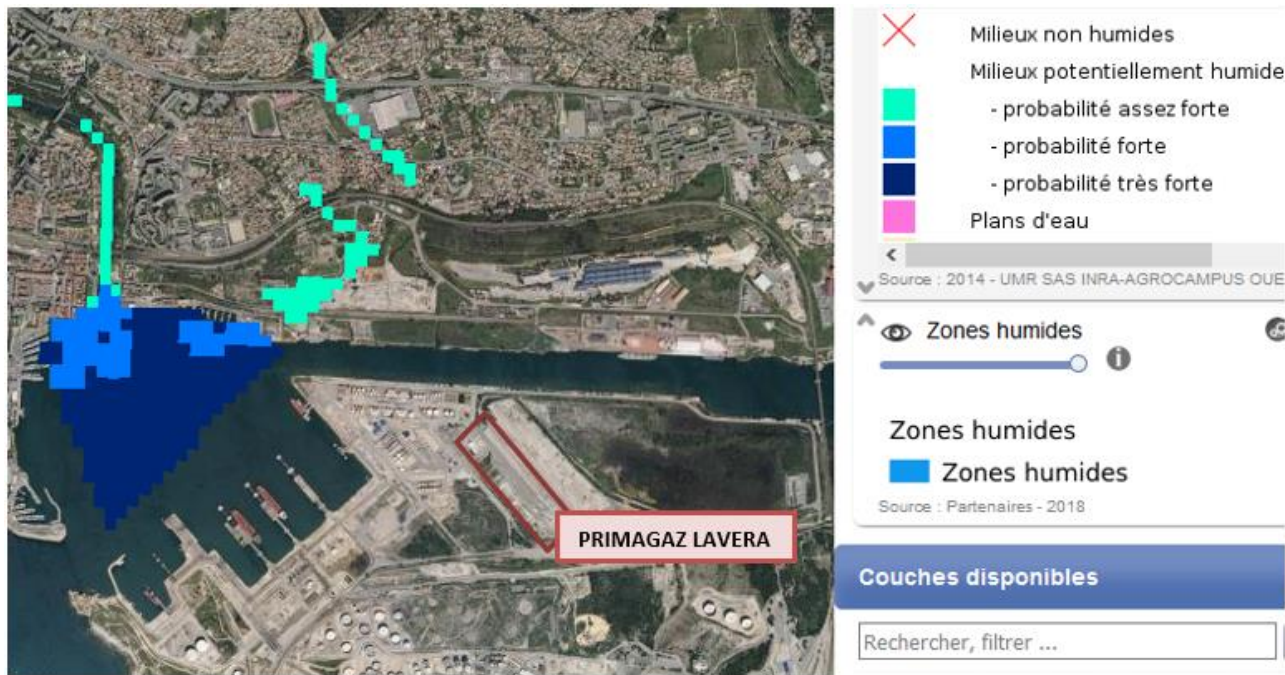 PRIMAGAZ LAVERA
Milieux non humides
Milieux potentiellement humide
- probabilité assez forte
- probabilité forte
- probabilité très forte
Plans d'eau
Source : 2014 - UMR SAS INRA-AGROCAMPUS OUE
Zones humides
Zones humides
Zones humides
Source : Partenaires - 2018
Couches disponibles
Rechercher, filtrer ...